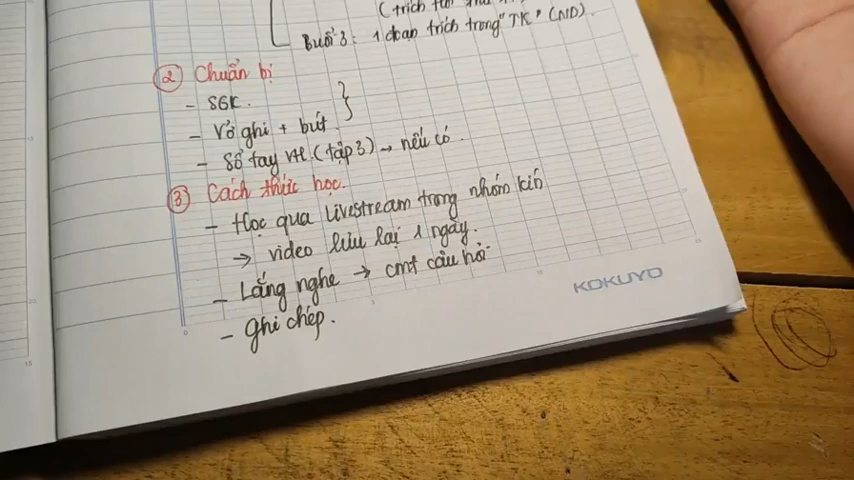 (trích
Buổi 3: 1 đoạn trích trong "TK" (ND).
② Chuẩn bị
- SGK.
- Vở ghi + bút.
- Sổ tay VH (tập 3) → nếu có.
③ Cách thức học.
- Học qua Livestream trong nhóm kín
→ video lưu lại 1 ngày.
- Lắng nghe → cmt câu hỏi
- Ghi chép.
KOKUYO